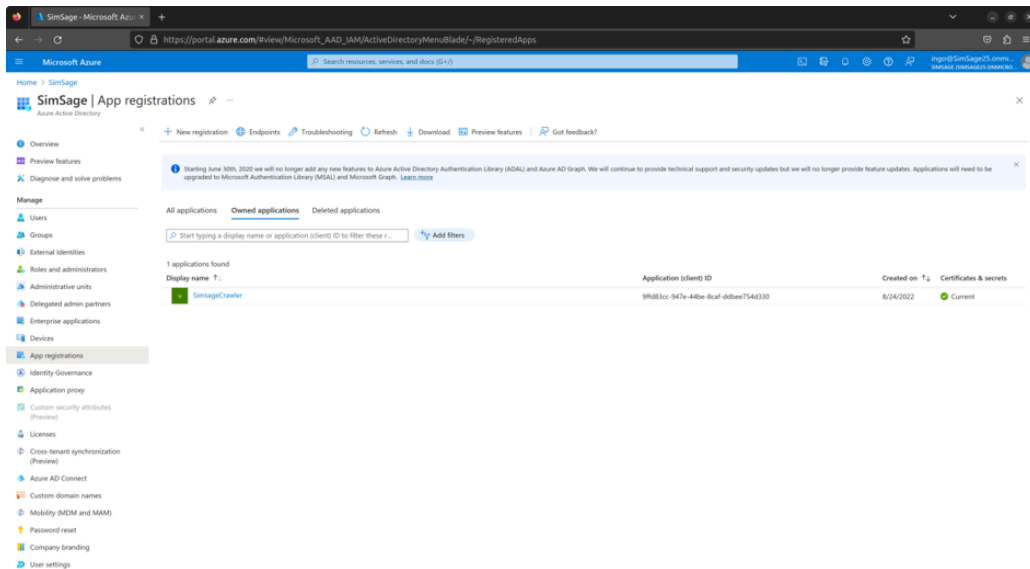 SimSage - Microsoft Azu
https://portal.azure.com/#view/Microsoft_AAD_IAM/ActiveDirectoryMenuBlade/~/RegisteredApps
Microsoft Azure
Search resources, services, and docs (G+/)
ingo@SimSage25.onmi...
SIMSAGE (SIMSAGE25.ONMICRO...
Home > SimSage
SimSage | App registrations
Azure Active Directory
New registration Endpoints Troubleshooting Refresh Download Preview features Got feedback?
Overview
Preview features
Diagnose and solve problems
Manage
Users
Groups
External Identities
Roles and administrators
Administrative units
Delegated admin partners
Enterprise applications
Devices
App registrations
Identity Governance
Application proxy
Custom security attributes
(Preview)
Licenses
Cross-tenant synchronization
(Preview)
Azure AD Connect
Custom domain names
Mobility (MDM and MAM)
Password reset
Company branding
User settings
Starting June 30th, 2020 we will no longer add any new features to Azure Active Directory Authentication Library (ADAL) and Azure AD Graph. We will continue to provide technical support and security updates but we will no longer provide feature updates. Applications will need to be
upgraded to Microsoft Authentication Library (MSAL) and Microsoft Graph. Learn more
All applications Owned applications Deleted applications
Start typing a display name or application (client) ID to filter these r...
Add filters
1 applications found
Display name Application (client) ID Created on Certificates & secrets
SimsageCrawler 8/24/2022 Current